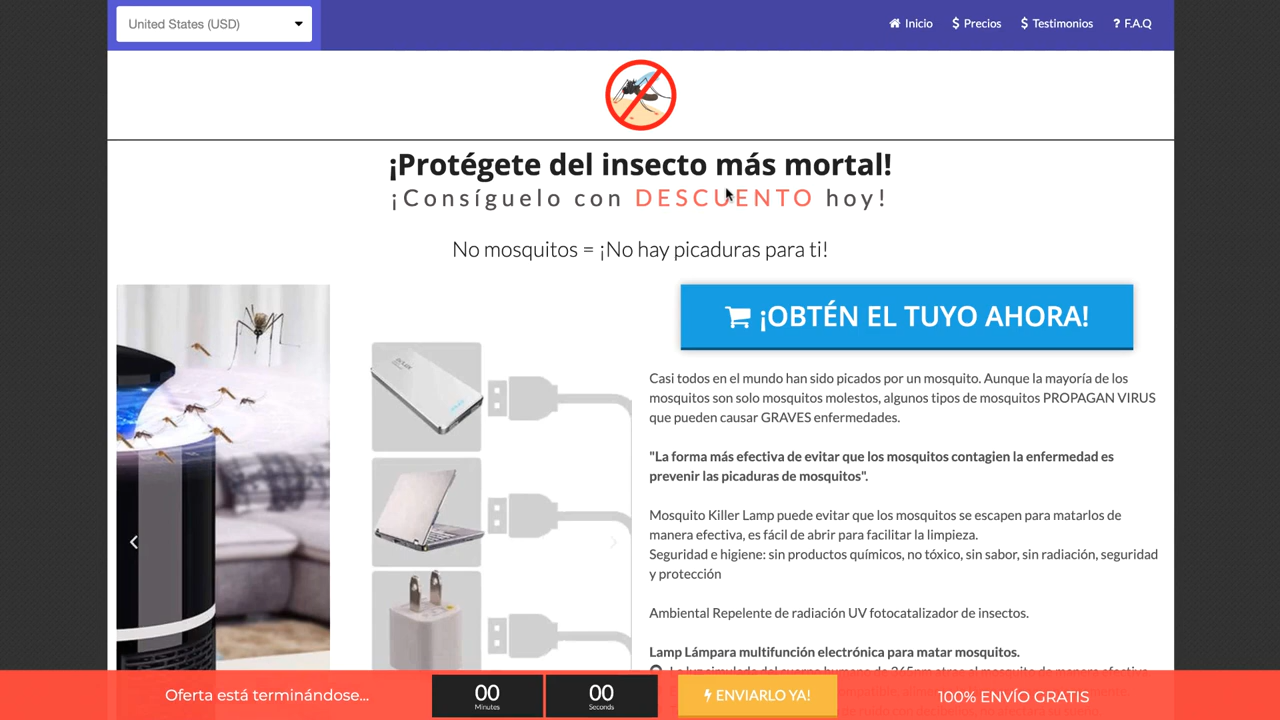 United States (USD)
Inicio
Precios
Testimonios
? F.A.Q
¡Protégete del insecto más mortal!
¡Consíguelo con DESCUENTO hoy!
No mosquitos = ¡No hay picaduras para ti!
¡OBTÉN EL TUYO AHORA!
Casi todos en el mundo han sido picados por un mosquito. Aunque la mayoría de los
mosquitos son solo mosquitos molestos, algunos tipos de mosquitos PROPAGAN VIRUS
que pueden causar GRAVES enfermedades.
"La forma más efectiva de evitar que los mosquitos contagien la enfermedad es
prevenir las picaduras de mosquitos".
Mosquito Killer Lamp puede evitar que los mosquitos se escapen para matarlos de
manera efectiva, es fácil de abrir para facilitar la limpieza.
Seguridad e higiene: sin productos químicos, no tóxico, sin sabor, sin radiación, seguridad
y protección
Ambiental Repelente de radiación UV fotocatalizador de insectos.
Lamp Lámpara multifunción electrónica para matar mosquitos.
Oferta está terminándose...
00
Minutes
00
Seconds
ENVIARLO YA!
100% ENVÍO GRATIS